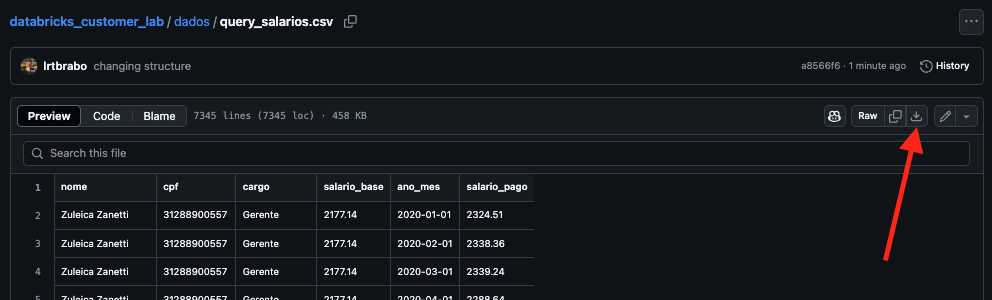 databricks_customer_lab / dados / query_salarios.csv
lrtbrabo changing structure a8566f6 · 1 minute ago History
Preview Code Blame 7345 lines (7345 loc) · 458 KB Raw
Search this file
1 nome cpf cargo salario_base ano_mes salario_pago
2 Zuleica Zanetti 31288900557 Gerente 2177.14 2020-01-01 2324.51
3 Zuleica Zanetti 31288900557 Gerente 2177.14 2020-02-01 2338.36
4 Zuleica Zanetti 31288900557 Gerente 2177.14 2020-03-01 2339.24
5 Zuleica Zanetti 31288900557 Gerente 2177.14 2020-04-01 2288.64